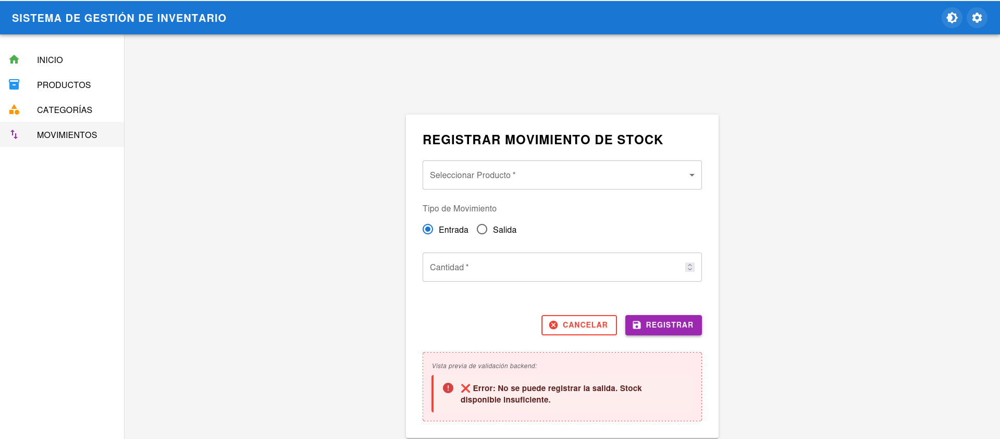 SISTEMA DE GESTIÓN DE INVENTARIO
INICIO
PRODUCTOS
CATEGORÍAS
MOVIMIENTOS
REGISTRAR MOVIMIENTO DE STOCK
Seleccionar Producto *
Tipo de Movimiento
Entrada
Salida
Cantidad *
CANCELAR
REGISTRAR
Vista previa de validación backend:
❌ Error: No se puede registrar la salida. Stock
disponible insuficiente.